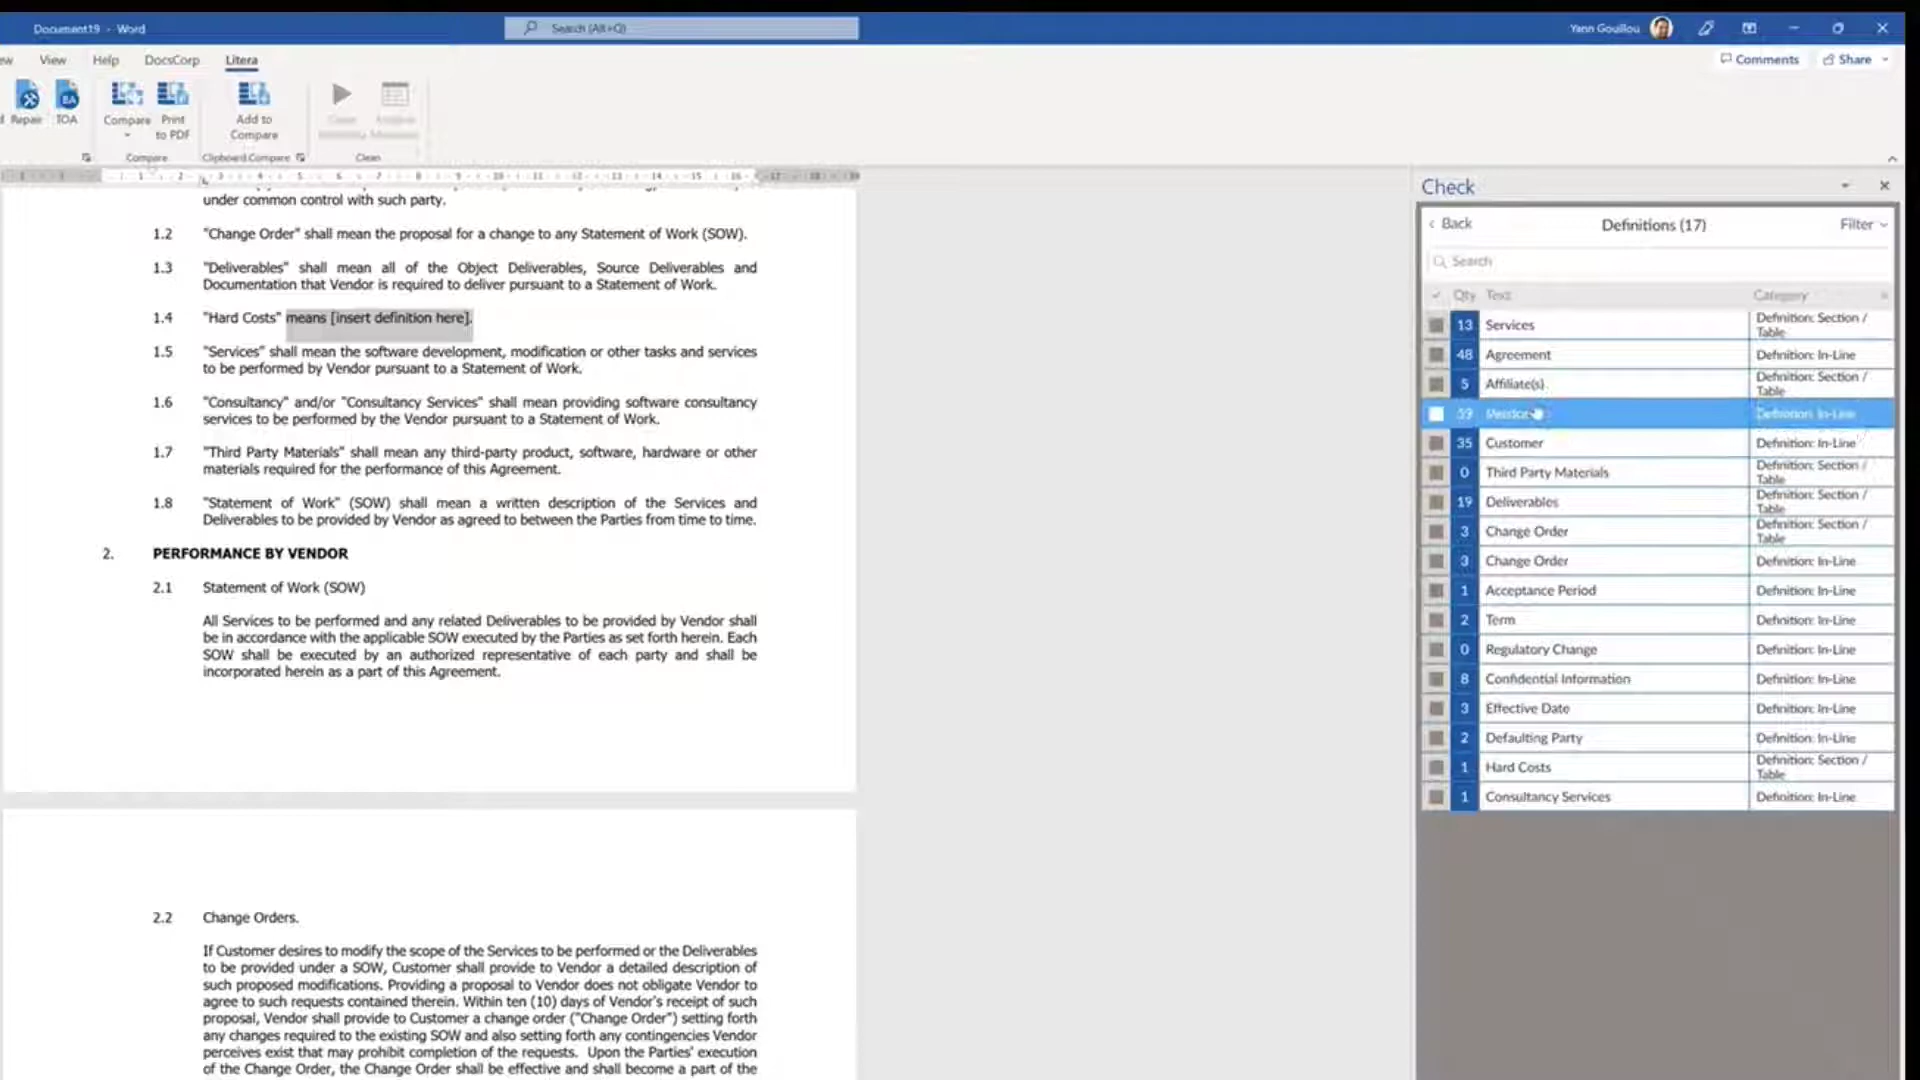 Document19 - Word
Search (Alt+Q)
Yann Gouillou
ew View Help DocsCorp Litera
Comments
Share
Repair
TOA
Compare
Print to PDF
Add to Compare
Compare
Clipboard Compare
Clean
Check
Back
Definitions (17)
Filter
Search
Qty Text Category
13 Services Definition: Section / Table
48 Agreement Definition: In-Line
5 Affiliate(s) Definition: Section / Table
Definition: In-Line
35 Customer Definition: In-Line
0 Third Party Materials Definition: Section / Table
19 Deliverables Definition: Section / Table
3 Change Order Definition: Section / Table
3 Change Order Definition: In-Line
1 Acceptance Period Definition: In-Line
2 Term Definition: In-Line
0 Regulatory Change Definition: In-Line
8 Confidential Information Definition: In-Line
3 Effective Date Definition: In-Line
2 Defaulting Party Definition: In-Line
1 Hard Costs Definition: Section / Table
1 Consultancy Services Definition: In-Line
under common control with such party.
1.2 "Change Order" shall mean the proposal for a change to any Statement of Work (SOW).
1.3 "Deliverables" shall mean all of the Object Deliverables, Source Deliverables and
Documentation that Vendor is required to deliver pursuant to a Statement of Work.
1.4 "Hard Costs" means [insert definition here].
1.5 "Services" shall mean the software development, modification or other tasks and services
to be performed by Vendor pursuant to a Statement of Work.
1.6 "Consultancy" and/or "Consultancy Services" shall mean providing software consultancy
services to be performed by the Vendor pursuant to a Statement of Work.
1.7 "Third Party Materials" shall mean any third-party product, software, hardware or other
materials required for the performance of this Agreement.
1.8 "Statement of Work" (SOW) shall mean a written description of the Services and
Deliverables to be provided by Vendor as agreed to between the Parties from time to time.
2. PERFORMANCE BY VENDOR
2.1 Statement of Work (SOW)
All Services to be performed and any related Deliverables to be provided by Vendor shall
be in accordance with the applicable SOW executed by the Parties as set forth herein. Each
SOW shall be executed by an authorized representative of each party and shall be
incorporated herein as a part of this Agreement.
2.2 Change Orders.
If Customer desires to modify the scope of the Services to be performed or the Deliverables
to be provided under a SOW, Customer shall provide to Vendor a detailed description of
such proposed modifications. Providing a proposal to Vendor does not obligate Vendor to
agree to such requests contained therein. Within ten (10) days of Vendor's receipt of such
proposal, Vendor shall provide to Customer a change order ("Change Order") setting forth
any changes required to the existing SOW and also setting forth any contingencies Vendor
perceives exist that may prohibit completion of the requests. Upon the Parties' execution
of the Change Order, the Change Order shall be effective and shall become a part of the